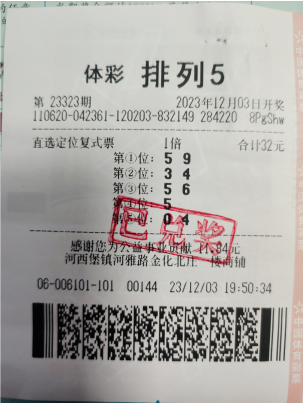 体彩 排列5
第 23323期 2023年12月03日开奖
110620-042361-120203-832149 284220 8PgShw
直选定位复式票 1倍 合计32元
第①位: 5 9
第②位: 3 4
第③位: 5 6
5
0 4
已兑奖
感谢您为公益事业贡献 11.84元
河西堡镇河雅路金化北庄 楼商铺
06-006101-101 00144 23/12/03 19:50:34